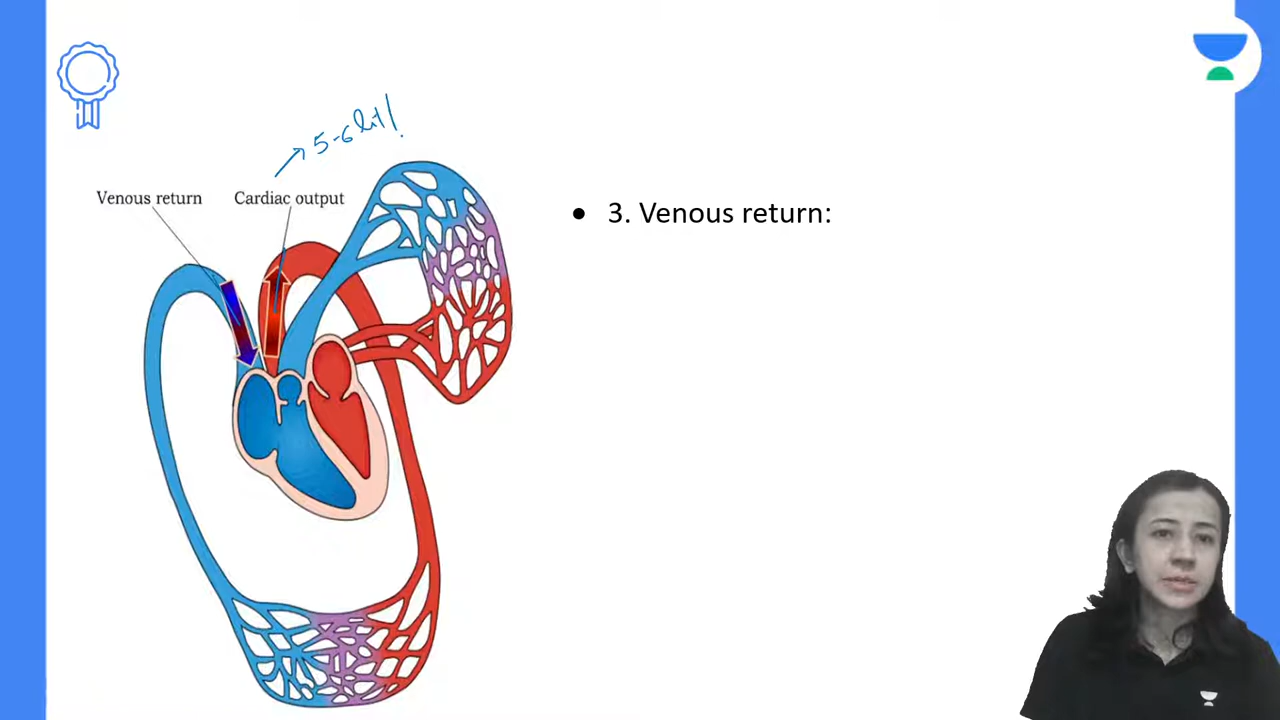 5-6 lit/
Venous return
Cardiac output
• 3. Venous return: